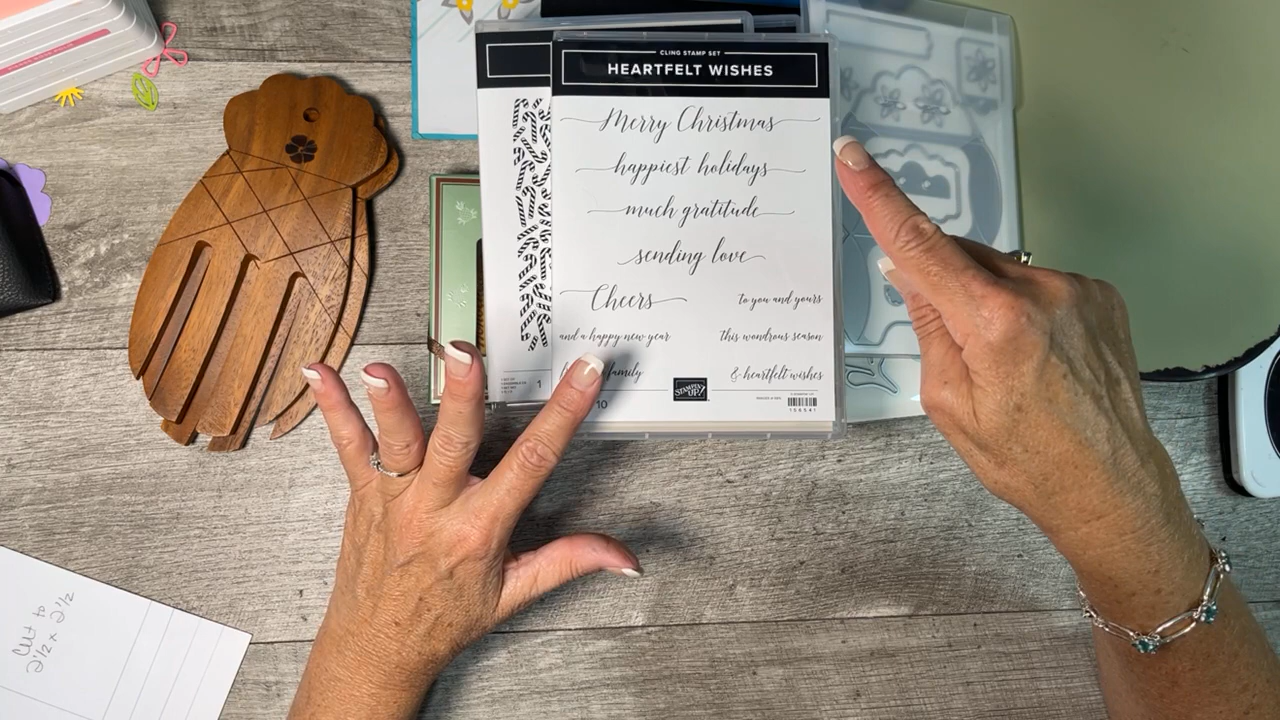 CLING STAMP SET
HEARTFELT WISHES
Merry Christmas
happiest holidays
much gratitude
sending love
Cheers
to you and yours
and a happy new year
this wondrous season
family
& heartfelt wishes
STAMPIN' UP!
10
1
Cut to
2 1/2 x 2 1/2